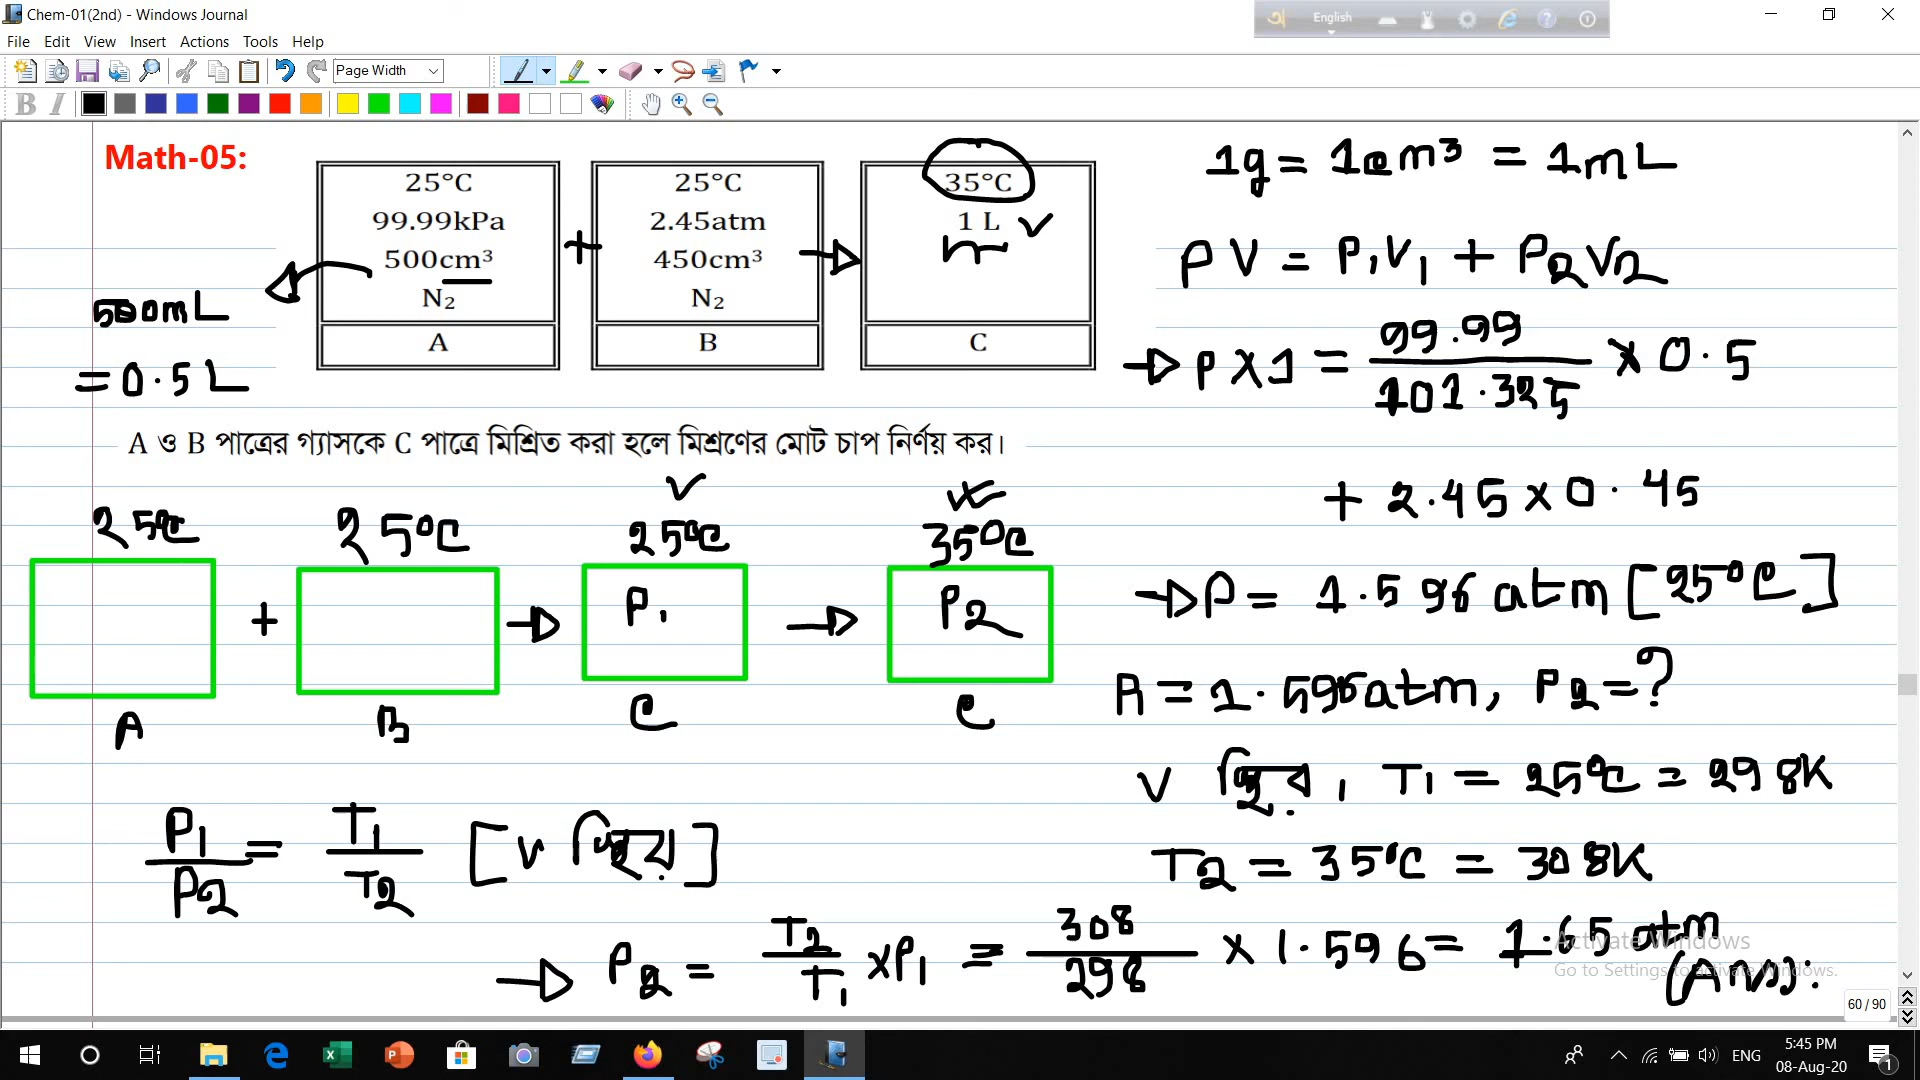 Chem-01(2nd) - Windows Journal
English
File Edit View Insert Actions Tools Help
Page Width
B I
Math-05:
25°C
99.99kPa
500cm³
N₂
A
+
25°C
2.45atm
450cm³
N₂
B
35°C
1 L
C
500mL
= 0.5 L
A ও B পাত্রের গ্যাসকে C পাত্রে মিশ্রিত করা হলে মিশ্রণের মোট চাপ নির্ণয় কর।
25°C 25°C 25°C 35°C
+ → P₁ → P₂
A B C C
P₁/P₂ = T₁/T₂ [V স্থির]
→ P₂ = T₂/T₁ × P₁ = 308/298 × 1.596 = 1.65 atm
(Ans):
1g = 1cm³ = 1mL
PV = P₁V₁ + P₂V₂
→ P × 1 = 99.99/101.325 × 0.5
+ 2.45 × 0.45
→ P = 1.596 atm [25°C]
P₁ = 1.596 atm, P₂ = ?
V স্থির, T₁ = 25°C = 298K
T₂ = 35°C = 308K
Activate Windows
Go to Settings to activate Windows.
60 / 90
ENG
5:45 PM
08-Aug-20
1